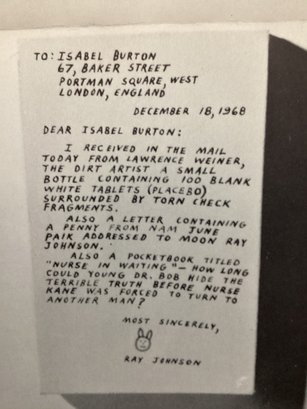 TO: ISABEL BURTON
67, BAKER STREET
PORTMAN SQUARE, WEST
LONDON, ENGLAND
DECEMBER 18, 1968
DEAR ISABEL BURTON:
I RECEIVED IN THE MAIL
TODAY FROM LAWRENCE WEINER,
THE DIRT ARTIST A SMALL
BOTTLE CONTAINING 100 BLANK
WHITE TABLETS (PLACEBO)
SURROUNDED BY TORN CHECK
FRAGMENTS.
ALSO A LETTER CONTAINING
A PENNY FROM NAM JUNE
PAIK ADDRESSED TO MOON RAY
JOHNSON.
ALSO A POCKETBOOK TITLED
"NURSE IN WAITING" – HOW LONG
COULD YOUNG DR. BOB HIDE THE
TERRIBLE TRUTH BEFORE NURSE
KANE WAS FORCED TO TURN TO
ANOTHER MAN?
MOST SINCERELY,
RAY JOHNSON